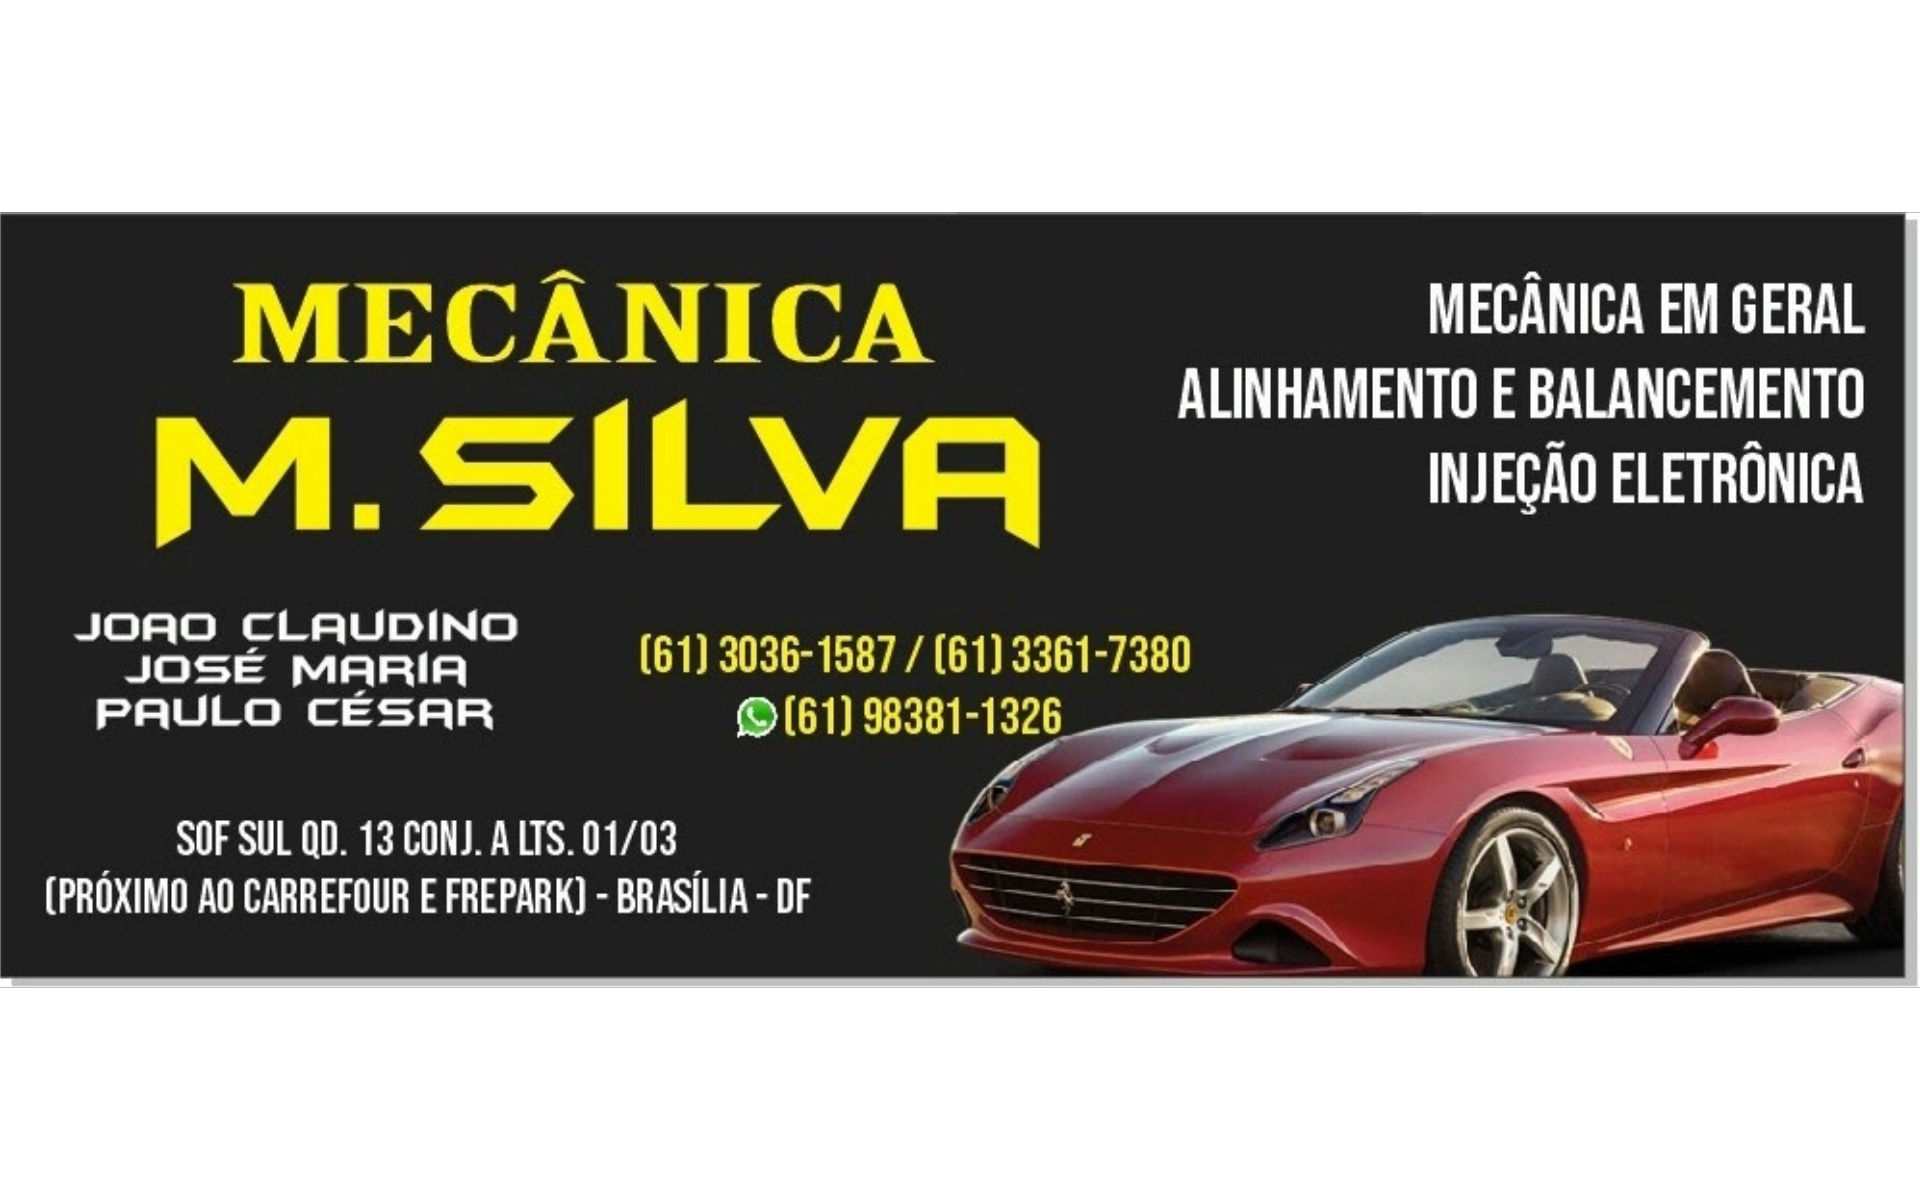 MECÂNICA
M. SILVA
MECÂNICA EM GERAL
ALINHAMENTO E BALANCEMENTO
INJEÇÃO ELETRÔNICA
JOAO CLAUDINO
JOSÉ MARIA
PAULO CÉSAR
(61) 3036-1587 / (61) 3361-7380
(61) 98381-1326
SOF SUL QD. 13 CONJ. A LTS. 01/03
(PRÓXIMO AO CARREFOUR E FREPARK) - BRASÍLIA - DF